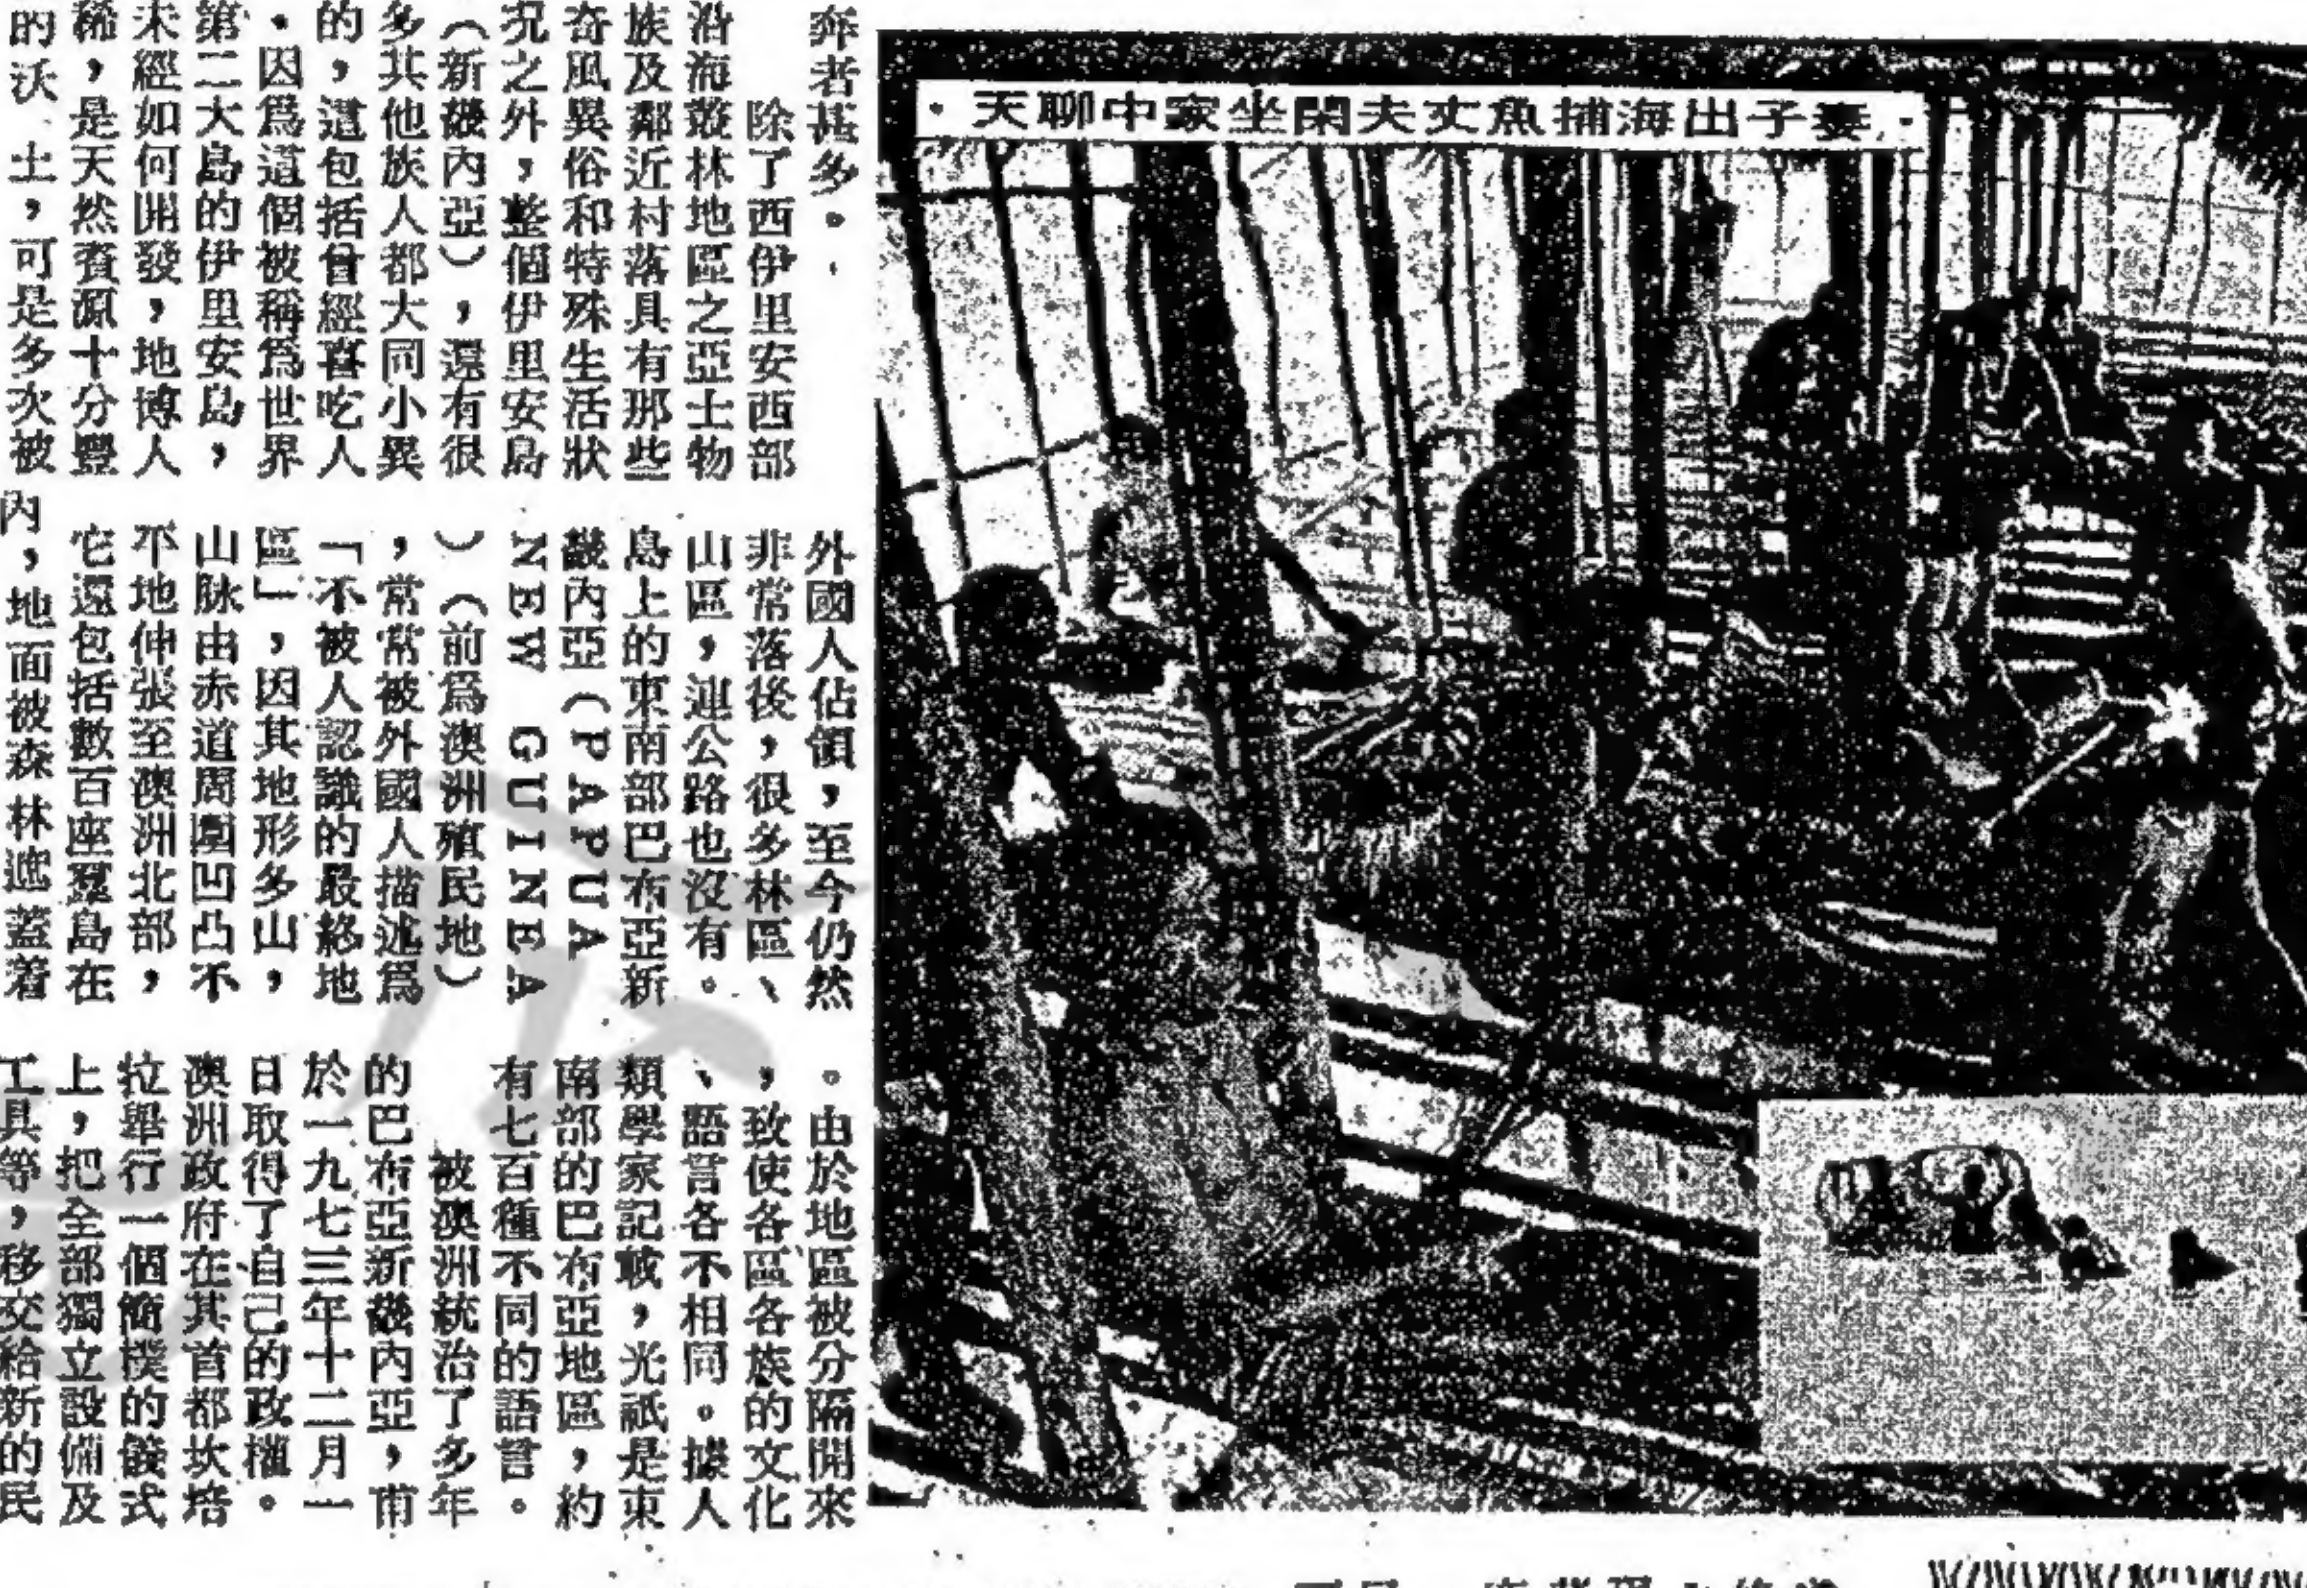 ·妻子出海捕魚丈夫閑坐家中聊天·
弈者甚多。
除了西伊里安西部
沿海叢林地區之亞士物
族及鄰近村落具有那些
奇風異俗和特殊生活狀
況之外，整個伊里安島
（新畿內亞），還有很
多其他族人都大同小異
的，這包括曾經喜吃人
。因爲這個被稱爲世界
第二大島的伊里安島，
未經如何開發，地博人
稀，是天然資源十分豐
的沃土，可是多次被
外國人佔領，至今仍然
非常落後，很多林區、
山區，連公路也沒有。
島上的東南部巴布亞新
畿內亞（PAPUA
NEW GUINEA
）（前爲澳洲殖民地）
，常常被外國人描述爲
「不被人認識的最終地
區」，因其地形多山，
山脉由赤道周圍凹凸不
平地伸張至澳洲北部，
它還包括數百座羣島在
內，地面被森林遮蓋着
。由於地區被分隔開來
，致使各區各族的文化
、語言各不相同。據人
類學家記載，光祇是東
南部的巴布亞地區，約
有七百種不同的語言。
被澳洲統治了多年
的巴布亞新畿內亞，甫
於一九七三年十二月一
日取得了自己的政權。
澳洲政府在其首都坎培
拉舉行一個簡樸的儀式
上，把全部獨立設備及
工具等，移交給新的民